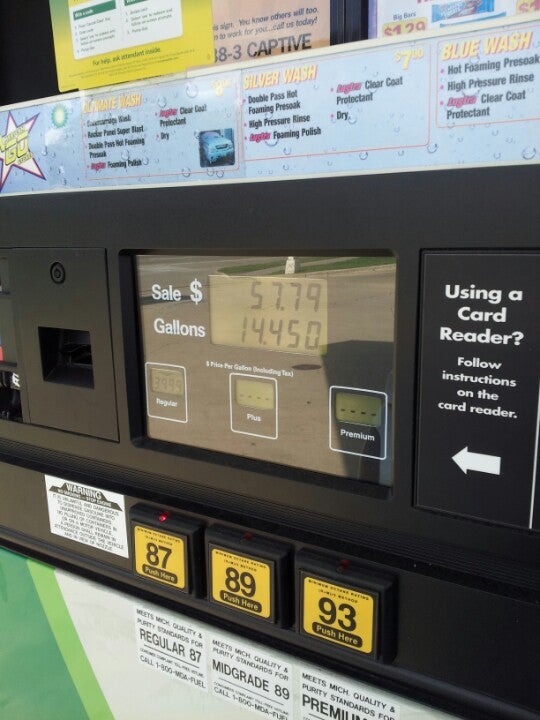 For help, ask attendent inside.
is sign. You know others will too.
n to work for you...call us today!
38-3 CAPTIVE
Big Bars
$1.29
$1
WASH
Rocker Panel Super Blast
Double Pass Hot Foaming
Presoak
Foaming Polish
Clear Coat
Protectant
Dry
SILVER WASH
Double Pass Hot
Foaming Presoak
High Pressure Rinse
Foaming Polish
Clear Coat
Protectant
Dry
$7
BLUE WASH
Hot Foaming Presoak
High Pressure Rinse
Clear Coat
Protectant
Sale $ 57.79
Gallons 14.450
$ Price Per Gallon (Including Tax)
3.999
Regular
----
Plus
----
Premium
Using a
Card
Reader?
Follow
instructions
on the
card reader.
WARNING
87
Push Here
89
Push Here
93
Push Here
MEETS MICH. QUALITY &
PURITY STANDARDS FOR
REGULAR 87
CALL 1-800-MDA-FUEL
MEETS MICH. QUALITY &
PURITY STANDARDS FOR
MIDGRADE 89
CALL 1-800-MDA-FUEL
MEETS MICH. QUALITY &
PURITY STANDARDS FOR
PREMIUM